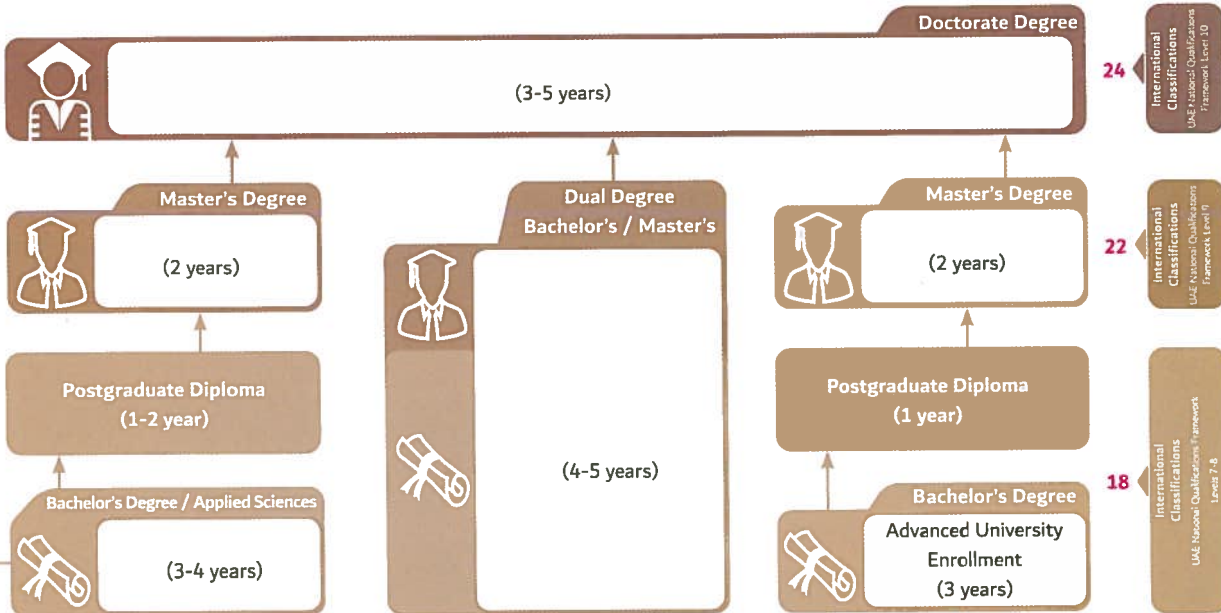 Doctorate Degree
(3-5 years)
24
International
Classifications
UAE National Qualifications
Framework Level 10
Master's Degree
(2 years)
Dual Degree
Bachelor's / Master's
(4-5 years)
Master's Degree
(2 years)
22
International
Classifications
UAE National Qualifications
Framework Level 9
Postgraduate Diploma
(1-2 year)
Postgraduate Diploma
(1 year)
18
International
Classifications
UAE National Qualifications Framework
Levels 7-8
Bachelor's Degree / Applied Sciences
(3-4 years)
Bachelor's Degree
Advanced University
Enrollment
(3 years)